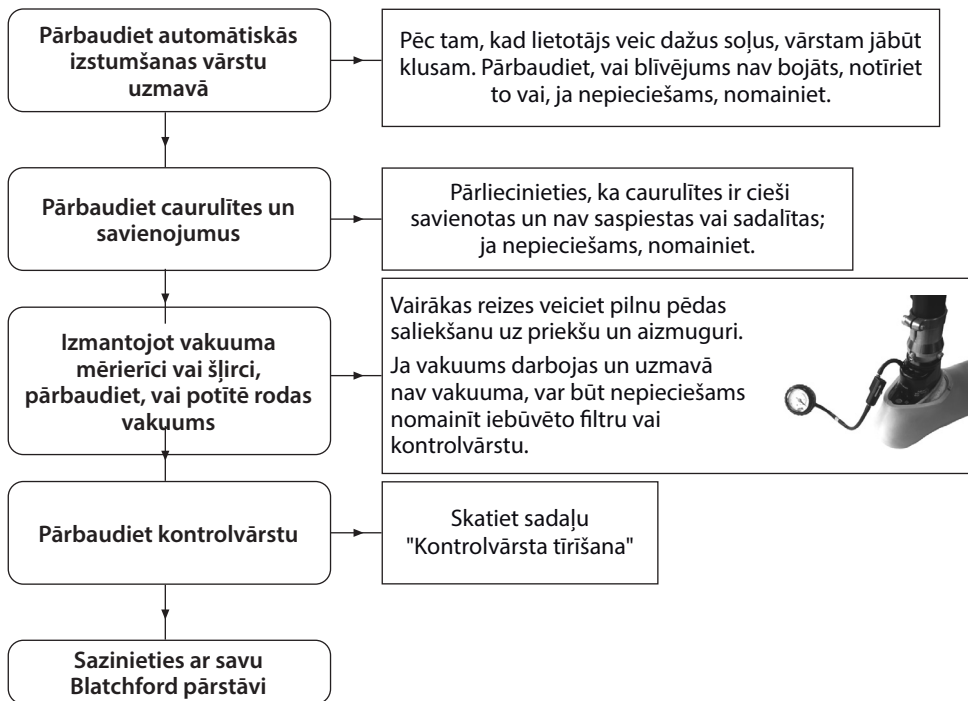 Pārbaudiet automātiskās
izstumšanas vārstu
uzmavā
Pēc tam, kad lietotājs veic dažus soļus, vārstam jābūt
klusam. Pārbaudiet, vai blīvējums nav bojāts, notīriet
to vai, ja nepieciešams, nomainiet.
Pārbaudiet caurulītes un
savienojumus
Pārliecinieties, ka caurulītes ir cieši
savienotas un nav saspiestas vai sadalītas;
ja nepieciešams, nomainiet.
Izmantojot vakuuma
mērierīci vai šļirci,
pārbaudiet, vai potītē rodas
vakuums
Vairākas reizes veiciet pilnu pēdas
saliekšanu uz priekšu un aizmuguri.
Ja vakuums darbojas un uzmavā
nav vakuuma, var būt nepieciešams
nomainīt iebūvēto filtru vai
kontrolvārstu.
Pārbaudiet kontrolvārstu
Skatiet sadaļu
"Kontrolvārsta tīrīšana"
Sazinieties ar savu
Blatchford pārstāvi